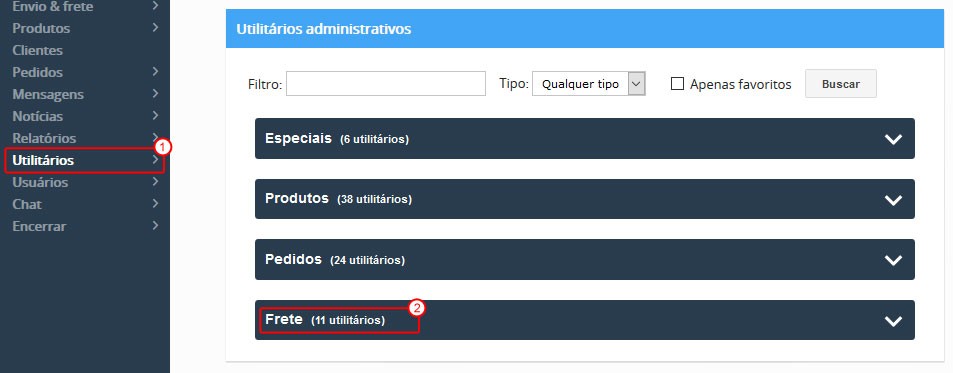 Envio & frete
Produtos
Clientes
Pedidos
Mensagens
Notícias
Relatórios
1
Utilitários
Usuários
Chat
Encerrar
Utilitários administrativos
Filtro: Tipo: Qualquer tipo Apenas favoritos Buscar
Especiais (6 utilitários)
Produtos (38 utilitários)
Pedidos (24 utilitários)
2
Frete (11 utilitários)